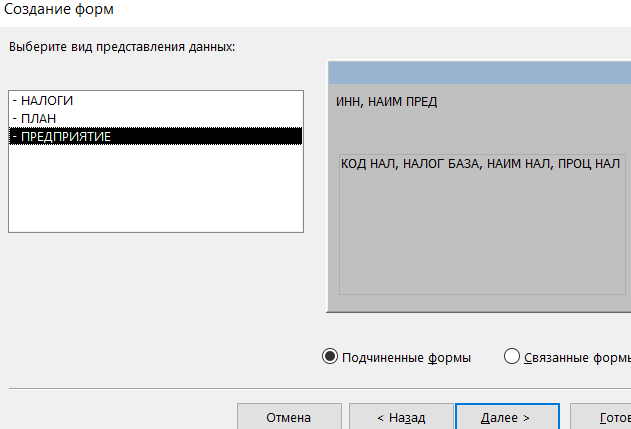 Создание форм
Выберите вид представления данных:
- НАЛОГИ
- ПЛАН
- ПРЕДПРИЯТИЕ
ИНН, НАИМ ПРЕД
КОД НАЛ, НАЛОГ БАЗА, НАИМ НАЛ, ПРОЦ НАЛ
Подчиненные формы
Связанные формы
Отмена
< Назад
Далее >
Готов